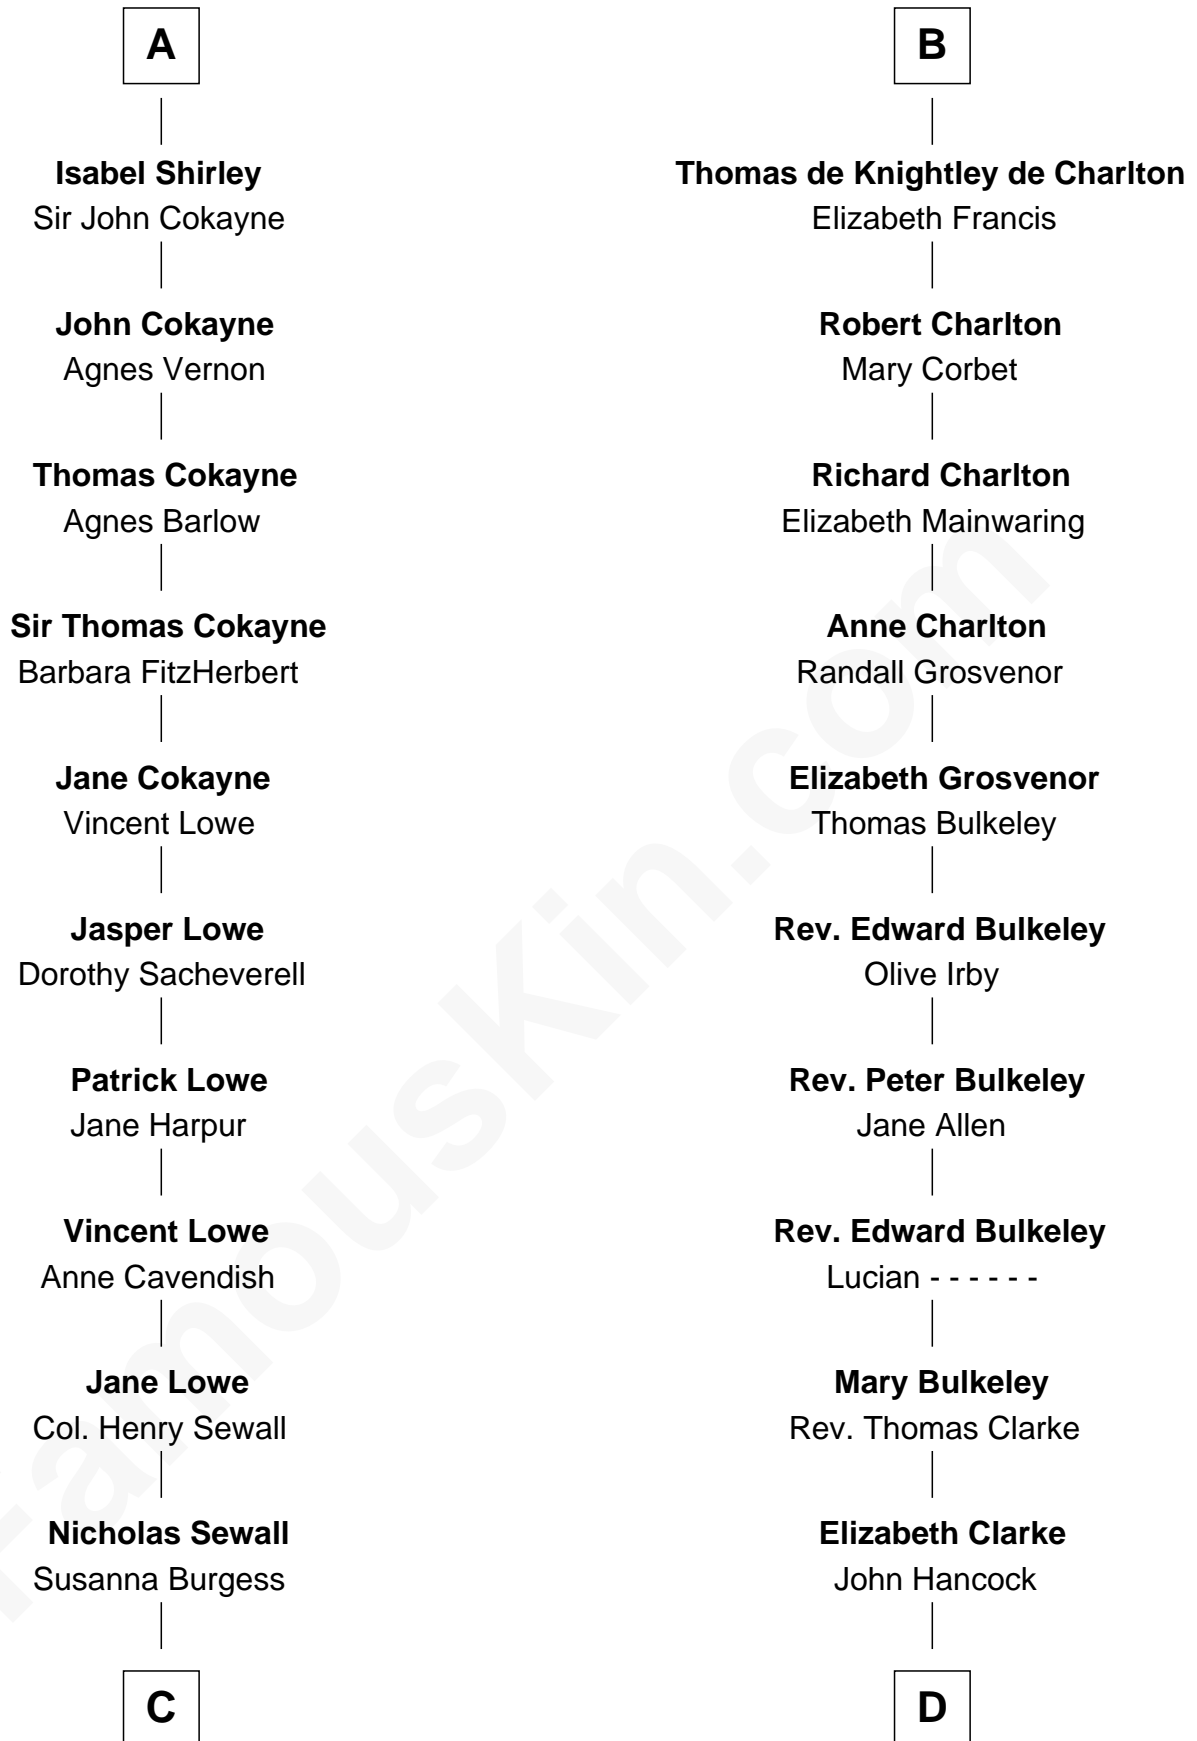 A
Isabel Shirley
Sir John Cokayne
John Cokayne
Agnes Vernon
Thomas Cokayne
Agnes Barlow
Sir Thomas Cokayne
Barbara FitzHerbert
Jane Cokayne
Vincent Lowe
Jasper Lowe
Dorothy Sacheverell
Patrick Lowe
Jane Harpur
Vincent Lowe
Anne Cavendish
Jane Lowe
Col. Henry Sewall
Nicholas Sewall
Susanna Burgess
C
B
Thomas de Knightley de Charlton
Elizabeth Francis
Robert Charlton
Mary Corbet
Richard Charlton
Elizabeth Mainwaring
Anne Charlton
Randall Grosvenor
Elizabeth Grosvenor
Thomas Bulkeley
Rev. Edward Bulkeley
Olive Irby
Rev. Peter Bulkeley
Jane Allen
Rev. Edward Bulkeley
Lucian - - - - - -
Mary Bulkeley
Rev. Thomas Clarke
Elizabeth Clarke
John Hancock
D
FamousKin.com